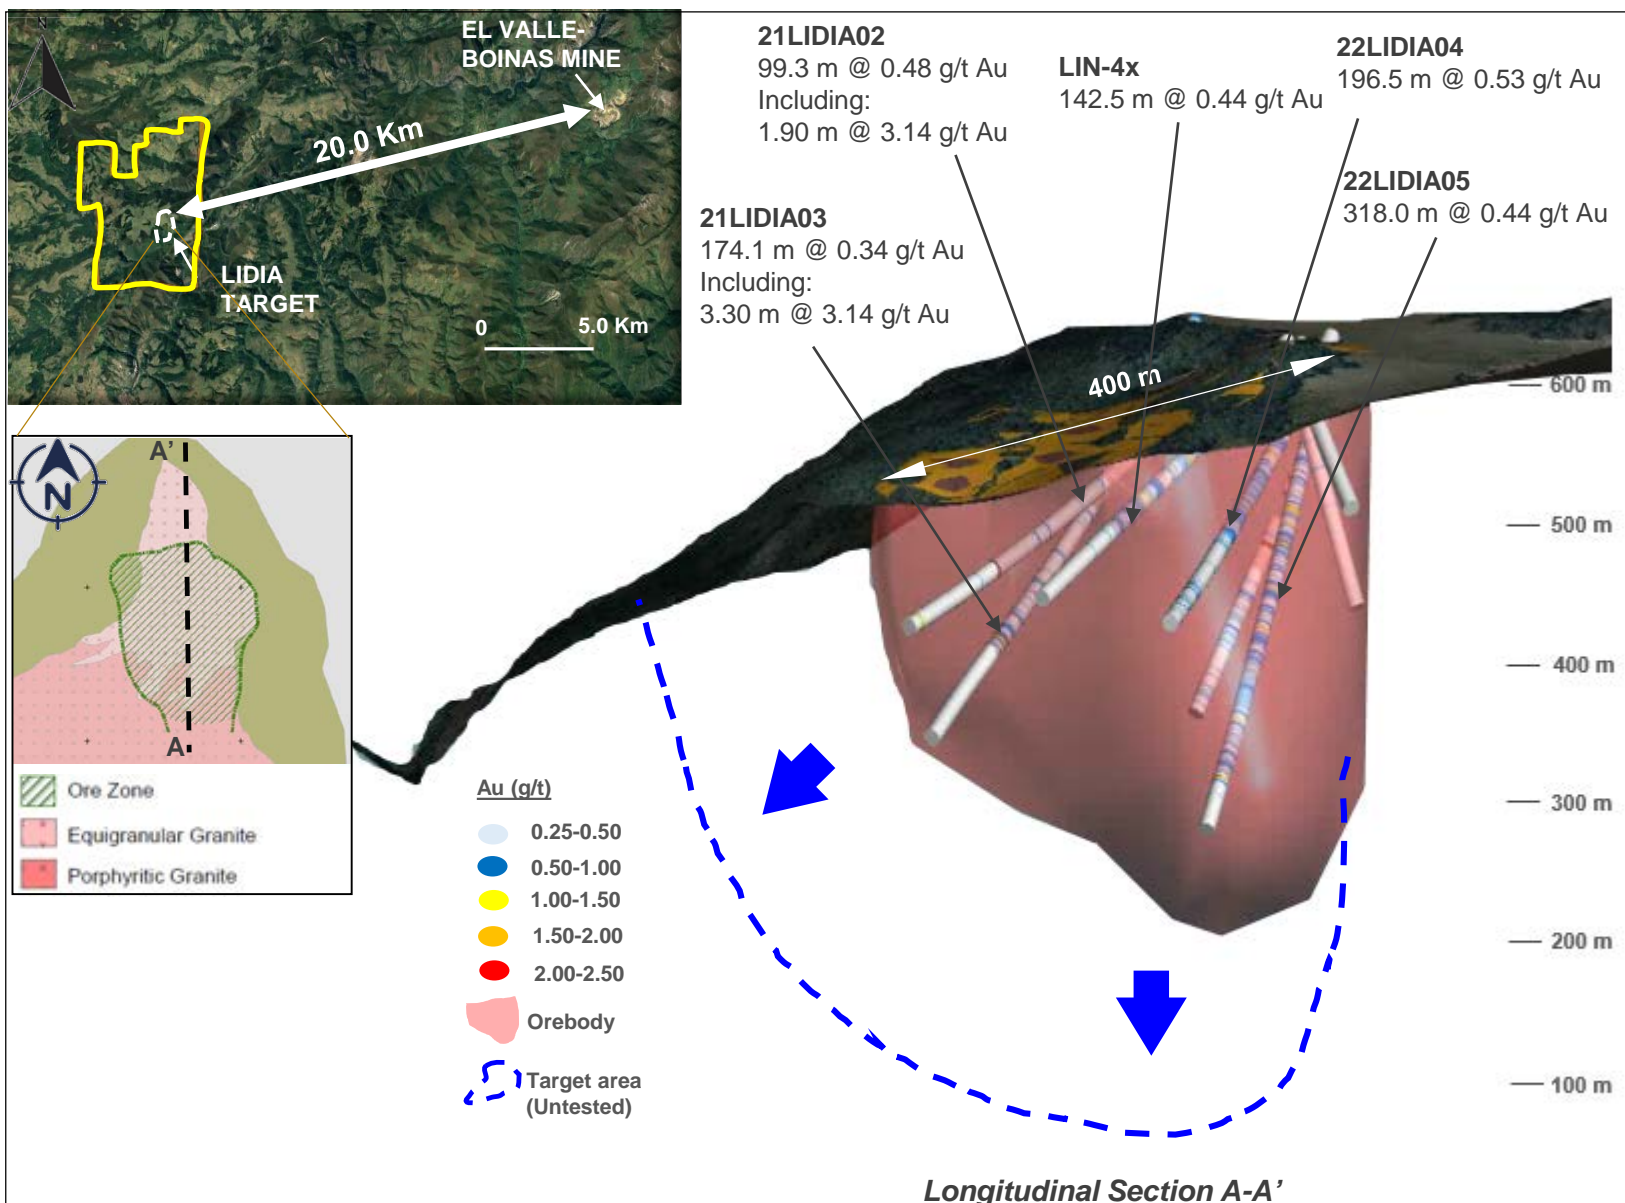 N
EL VALLE-
BOINAS MINE
20.0 Km
LIDIA
TARGET
0 5.0 Km
21LIDIA02
99.3 m @ 0.48 g/t Au
Including:
1.90 m @ 3.14 g/t Au
LIN-4x
142.5 m @ 0.44 g/t Au
22LIDIA04
196.5 m @ 0.53 g/t Au
22LIDIA05
318.0 m @ 0.44 g/t Au
21LIDIA03
174.1 m @ 0.34 g/t Au
Including:
3.30 m @ 3.14 g/t Au
400 m
600 m
500 m
400 m
300 m
200 m
100 m
N
A'
A
Ore Zone
Equigranular Granite
Porphyritic Granite
Au (g/t)
0.25-0.50
0.50-1.00
1.00-1.50
1.50-2.00
2.00-2.50
Orebody
Target area
(Untested)
Longitudinal Section A-A'